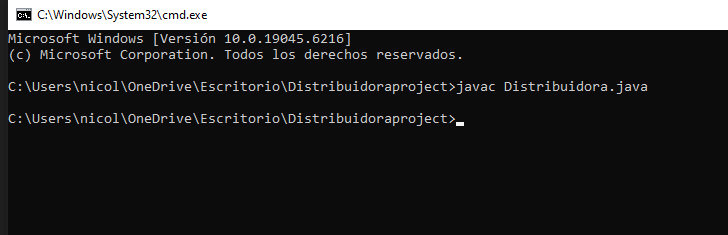 C:\Windows\System32\cmd.exe
Microsoft Windows [Versión 10.0.19045.6216]
(c) Microsoft Corporation. Todos los derechos reservados.
C:\Users\nicol\OneDrive\Escritorio\Distribuidoraproject>javac Distribuidora.java
C:\Users\nicol\OneDrive\Escritorio\Distribuidoraproject>